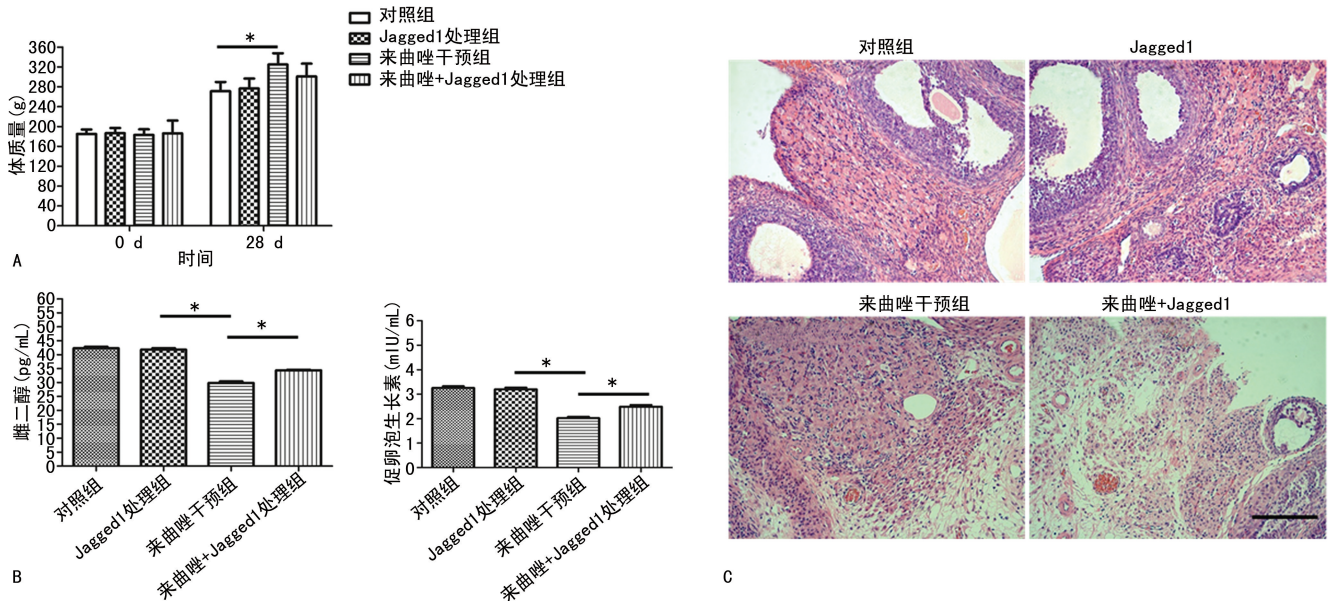 对照组
Jagged1处理组
来曲唑干预组
来曲唑+Jagged1处理组
*
体质量(g)
360
320
280
240
200
160
120
80
40
0
0 d
28 d
时间
A
雌二醇(pg/mL)
60
55
50
45
40
35
30
25
20
15
10
5
0
*
*
对照组
Jagged1处理组
来曲唑干预组
来曲唑+Jagged1处理组
促卵泡生长素(mIU/mL)
6
5
4
3
2
1
0
*
*
对照组
Jagged1处理组
来曲唑干预组
来曲唑+Jagged1处理组
B
对照组
Jagged1
来曲唑干预组
来曲唑+Jagged1
C